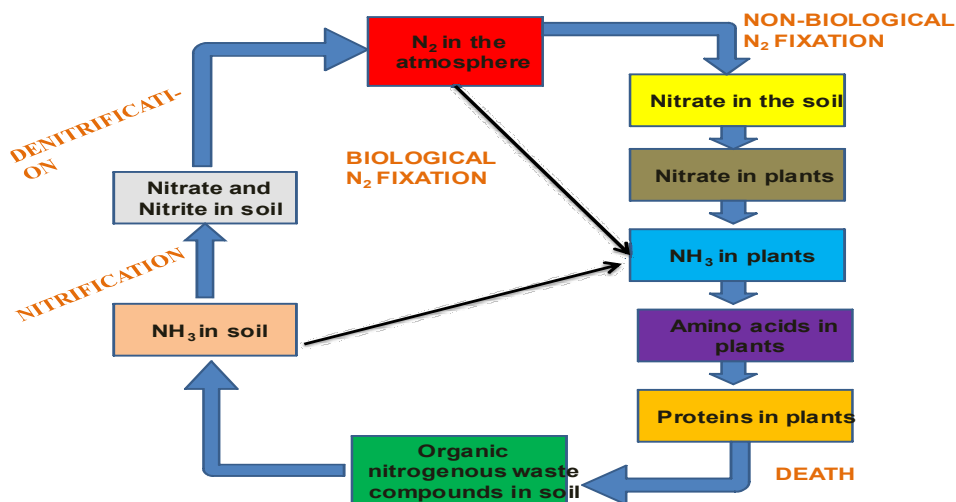 N₂ in the
atmosphere
NON-BIOLOGICAL
N₂ FIXATION
Nitrate in the soil
Nitrate in plants
BIOLOGICAL
N₂ FIXATION
NH₃ in plants
Amino acids in
plants
Proteins in plants
DEATH
Organic
nitrogenous waste
compounds in soil
NH₃ in soil
NITRIFICATION
Nitrate and
Nitrite in soil
DENITRIFICATI-
ON